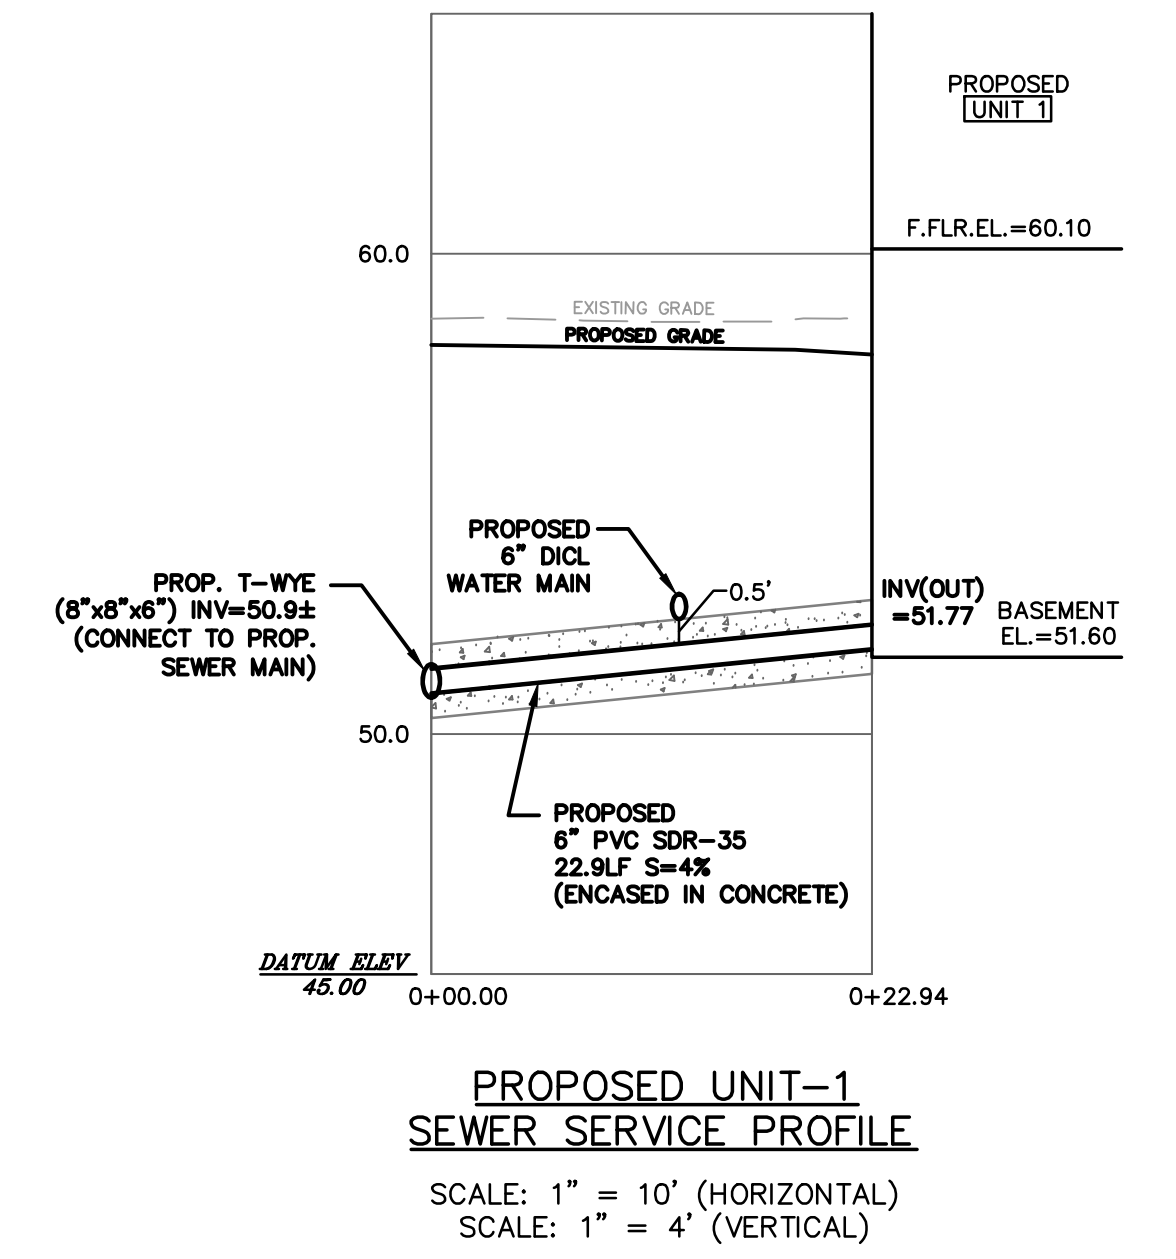 PROPOSED
UNIT 1
F.FLR.EL.=60.10
60.0
EXISTING GRADE
PROPOSED GRADE
PROPOSED
6" DICL
WATER MAIN
0.5'
PROP. T-WYE
(8"x8"x6") INV=50.9±
(CONNECT TO PROP.
SEWER MAIN)
INV(OUT)
=51.77
BASEMENT
EL.=51.60
50.0
PROPOSED
6" PVC SDR-35
22.9LF S=4%
(ENCASED IN CONCRETE)
DATUM ELEV
45.00
0+00.00
0+22.94
PROPOSED UNIT-1
SEWER SERVICE PROFILE
SCALE: 1" = 10' (HORIZONTAL)
SCALE: 1" = 4' (VERTICAL)